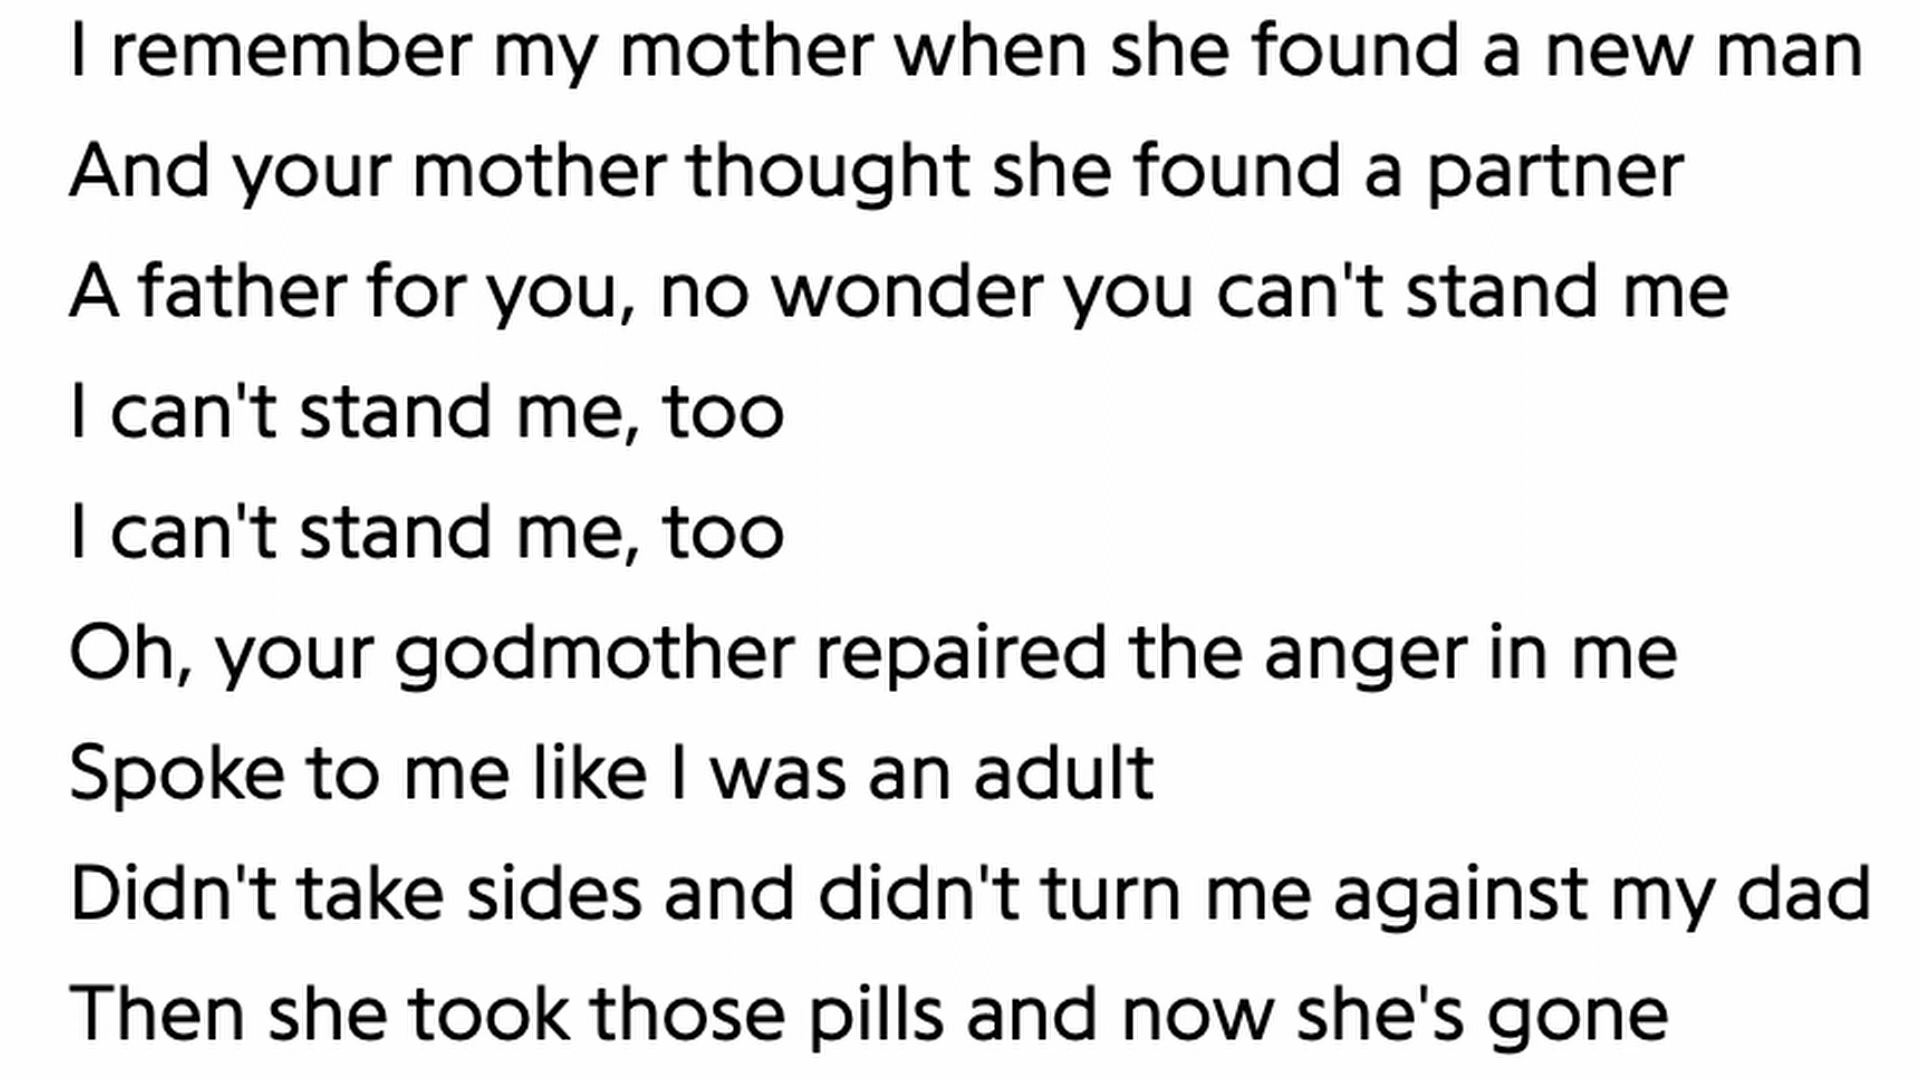 I remember my mother when she found a new man
And your mother thought she found a partner
A father for you, no wonder you can't stand me
I can't stand me, too
I can't stand me, too
Oh, your godmother repaired the anger in me
Spoke to me like I was an adult
Didn't take sides and didn't turn me against my dad
Then she took those pills and now she's gone